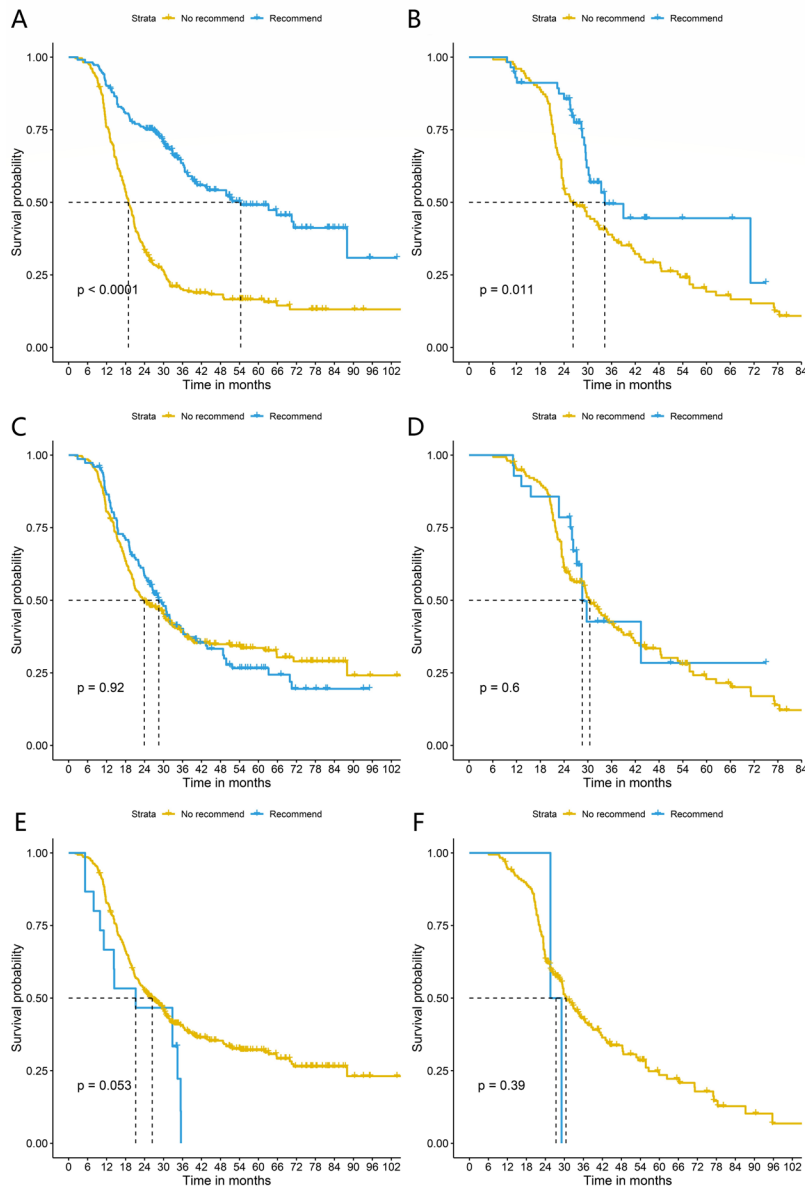 A
Strata No recommend Recommend
1.00
0.75
0.50
0.25
0.00
Survival probability
p < 0.0001
0 6 12 18 24 30 36 42 48 54 60 66 72 78 84 90 96 102
Time in months
B
Strata No recommend Recommend
1.00
0.75
0.50
0.25
0.00
Survival probability
p = 0.011
0 6 12 18 24 30 36 42 48 54 60 66 72 78 84
Time in months
C
Strata No recommend Recommend
1.00
0.75
0.50
0.25
0.00
Survival probability
p = 0.92
0 6 12 18 24 30 36 42 48 54 60 66 72 78 84 90 96 102
Time in months
D
Strata No recommend Recommend
1.00
0.75
0.50
0.25
0.00
Survival probability
p = 0.6
0 6 12 18 24 30 36 42 48 54 60 66 72 78 84
Time in months
E
Strata No recommend Recommend
1.00
0.75
0.50
0.25
0.00
Survival probability
p = 0.053
0 6 12 18 24 30 36 42 48 54 60 66 72 78 84 90 96 102
Time in months
F
Strata No recommend Recommend
1.00
0.75
0.50
0.25
0.00
Survival probability
p = 0.39
0 6 12 18 24 30 36 42 48 54 60 66 72 78 84 90 96 102
Time in months